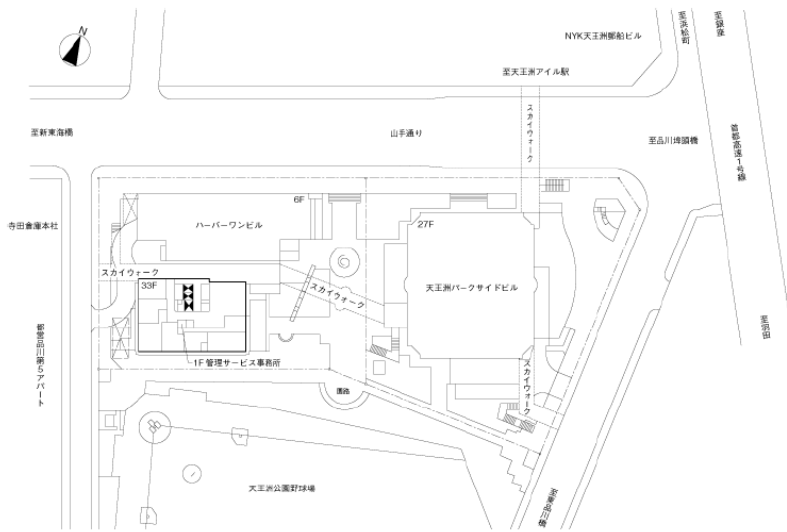 N
NYK天王洲郵船ビル
至浜松町
至銀座
至天王洲アイル駅
スカイウォーク
至新東海橋
山手通り
至品川埠頭橋
首都高速1号線
6F
寺田倉庫本社
ハーバーワンビル
27F
スカイウォーク
33F
スカイウォーク
天王洲パークサイドビル
至羽田
都営品川第5アパート
1F管理サービス事務所
スカイウォーク
園路
天王洲公園野球場
至東品川橋